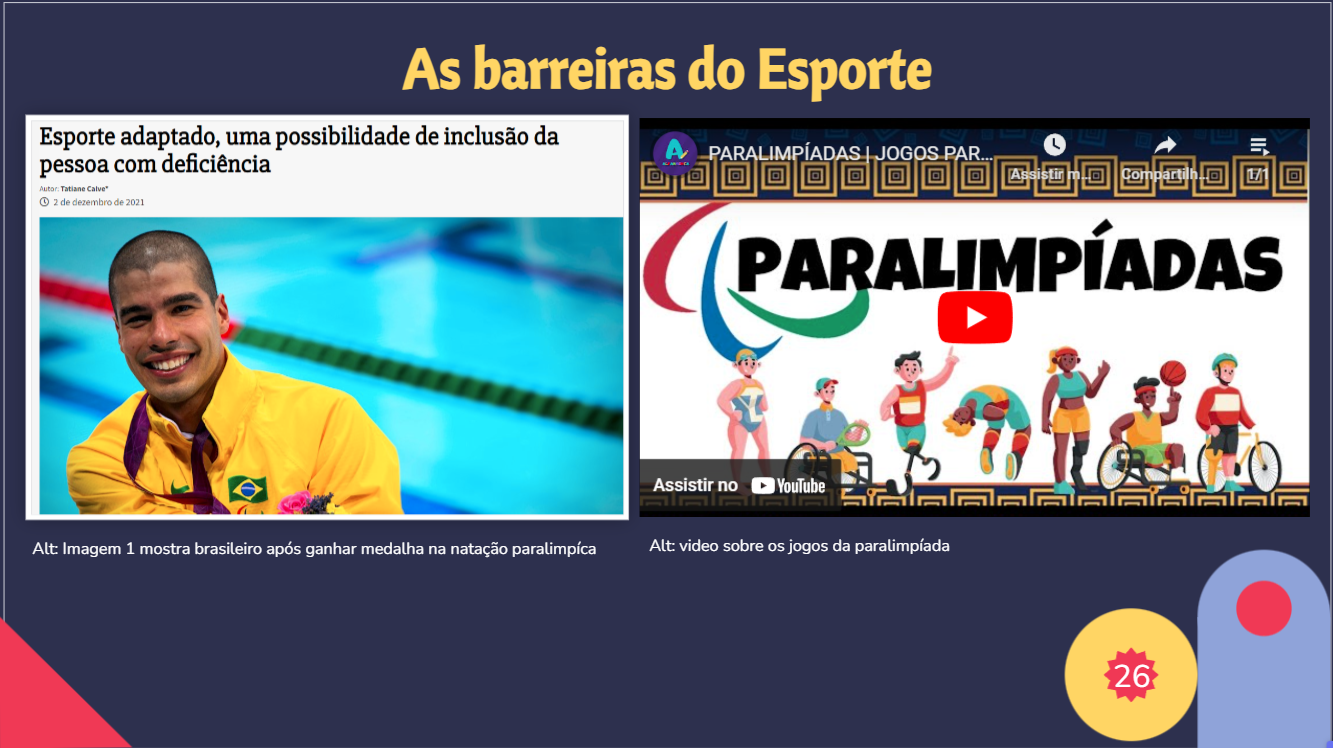 As barreiras do Esporte
Esporte adaptado, uma possibilidade de inclusão da
pessoa com deficiência
Autor: Tatiane Calve*
2 de dezembro de 2021
PARALIMPÍADAS | JOGOS PAR...
Assistir m...
Compartilh...
1/1
PARALIMPÍADAS
Assistir no YouTube
Alt: Imagem 1 mostra brasileiro após ganhar medalha na natação paralimpíca
Alt: video sobre os jogos da paralimpíada
26